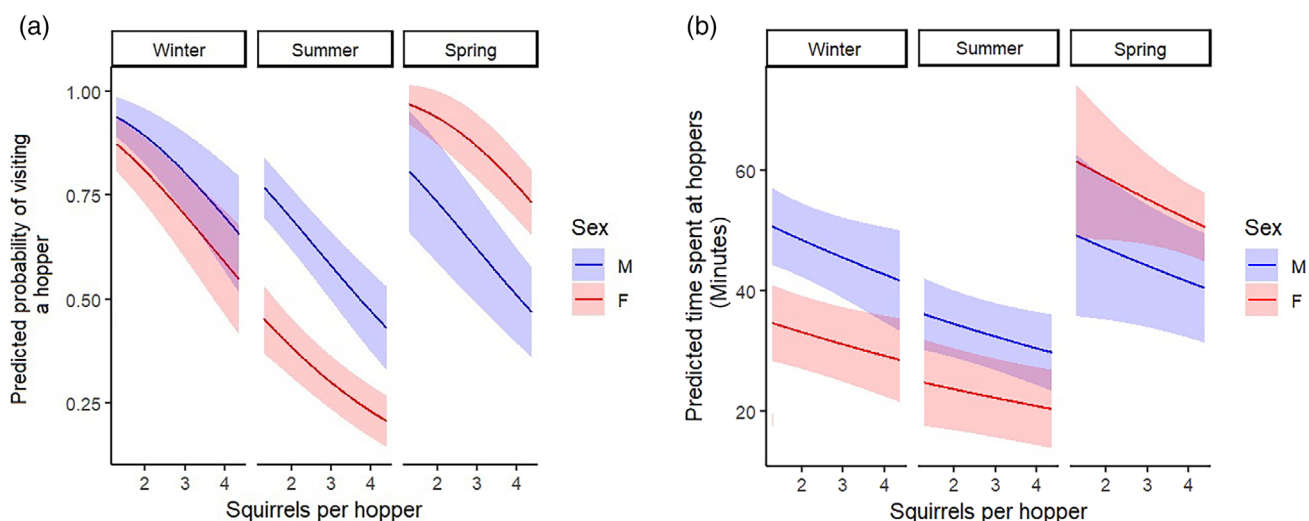 (a)
Winter Summer Spring
1.00
0.75
0.50
0.25
Predicted probability of visiting
a hopper
2 3 4 2 3 4 2 3 4
Squirrels per hopper
Sex
M
F
(b)
Winter Summer Spring
60
40
20
Predicted time spent at hoppers
(Minutes)
2 3 4 2 3 4 2 3 4
Squirrels per hopper
Sex
M
F